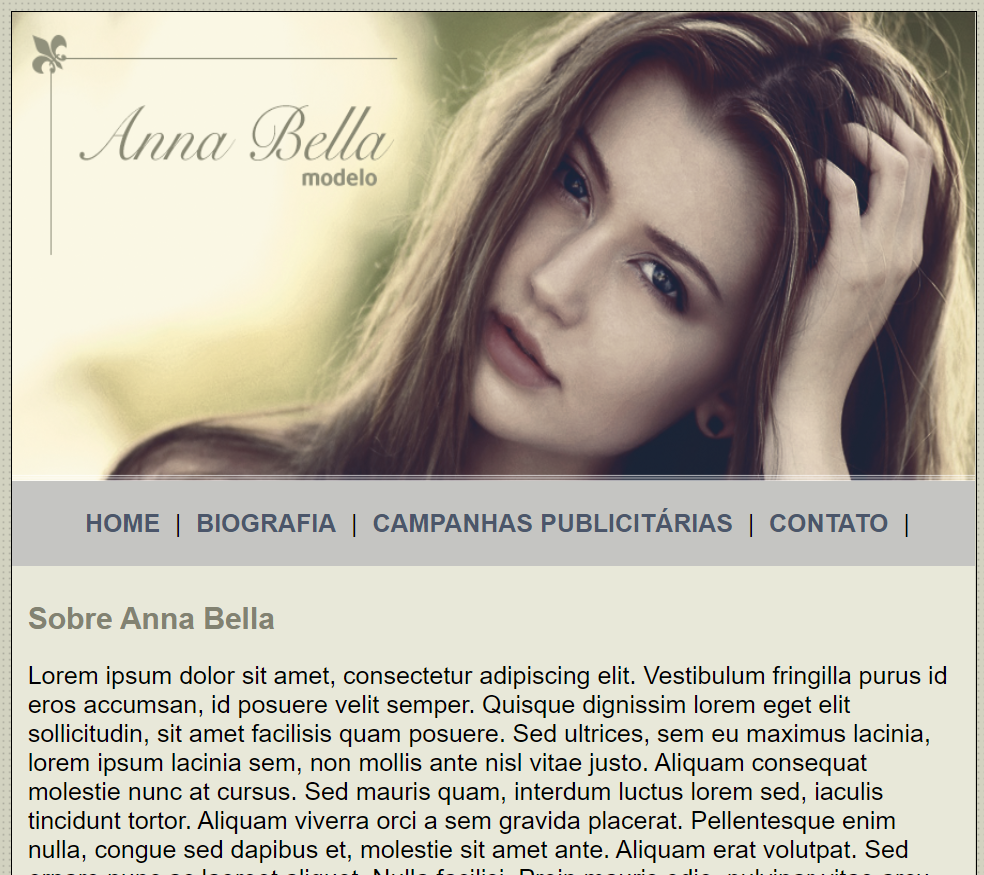 Anna Bella
modelo
HOME | BIOGRAFIA | CAMPANHAS PUBLICITÁRIAS | CONTATO |
Sobre Anna Bella
Lorem ipsum dolor sit amet, consectetur adipiscing elit. Vestibulum fringilla purus id
eros accumsan, id posuere velit semper. Quisque dignissim lorem eget elit
sollicitudin, sit amet facilisis quam posuere. Sed ultrices, sem eu maximus lacinia,
lorem ipsum lacinia sem, non mollis ante nisl vitae justo. Aliquam consequat
molestie nunc at cursus. Sed mauris quam, interdum luctus lorem sed, iaculis
tincidunt tortor. Aliquam viverra orci a sem gravida placerat. Pellentesque enim
nulla, congue sed dapibus et, molestie sit amet ante. Aliquam erat volutpat. Sed